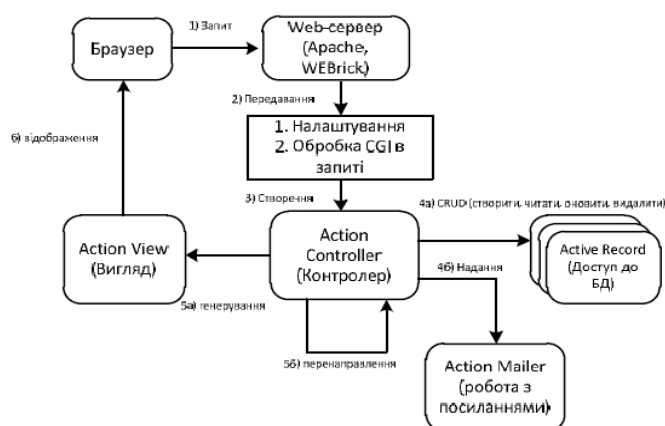 1) Запит
Браузер
Web-сервер
(Apache,
WEBrick)
2) Передавання
1. Налаштування
2. Обробка CGI в
запиті
6) відображення
3) Створення
4а) CRUD (створити, читати, оновити, видалити)
Action View
(Вигляд)
Action
Controller
(Контролер)
Active Record
(Доступ до
БД)
4б) Надання
5а) генерування
5б) перенаправлення
Action Mailer
(робота з
посиланнями)